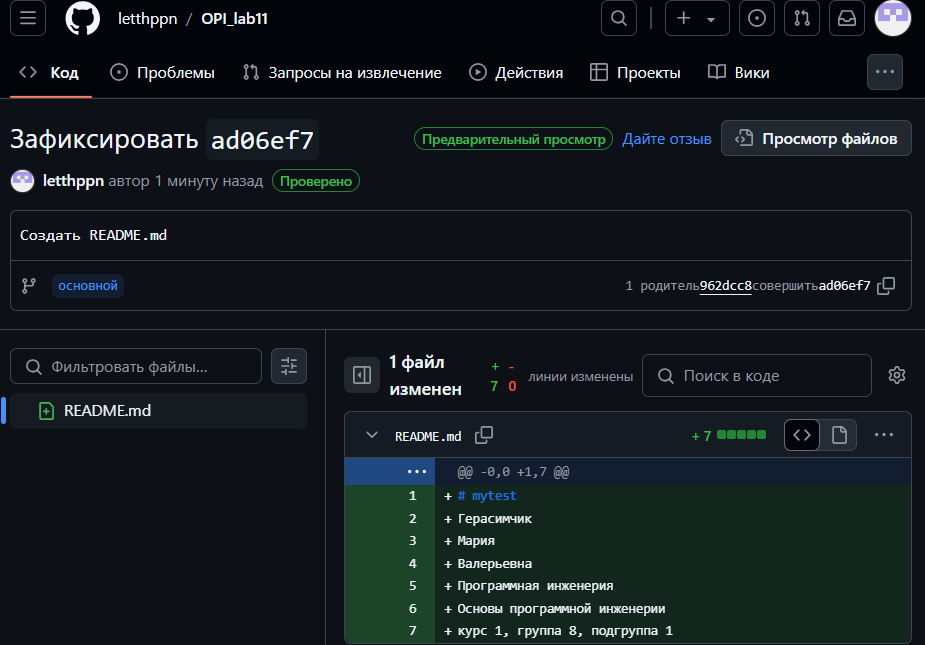 letthppn / OPI_lab11
Код Проблемы Запросы на извлечение Действия Проекты Вики
Зафиксировать ad06ef7 Предварительный просмотр Дайте отзыв Просмотр файлов
letthppn автор 1 минуту назад Проверено
Создать README.md
основной 1 родитель962dcc8совершитьad06ef7
Фильтровать файлы...
README.md
1 файл
изменен
+ -
7 0
линии изменены
Поиск в коде
README.md +7
@@ -0,0 +1,7 @@
1 + # mytest
2 + Герасимчик
3 + Мария
4 + Валерьевна
5 + Программная инженерия
6 + Основы программной инженерии
7 + курс 1, группа 8, подгруппа 1